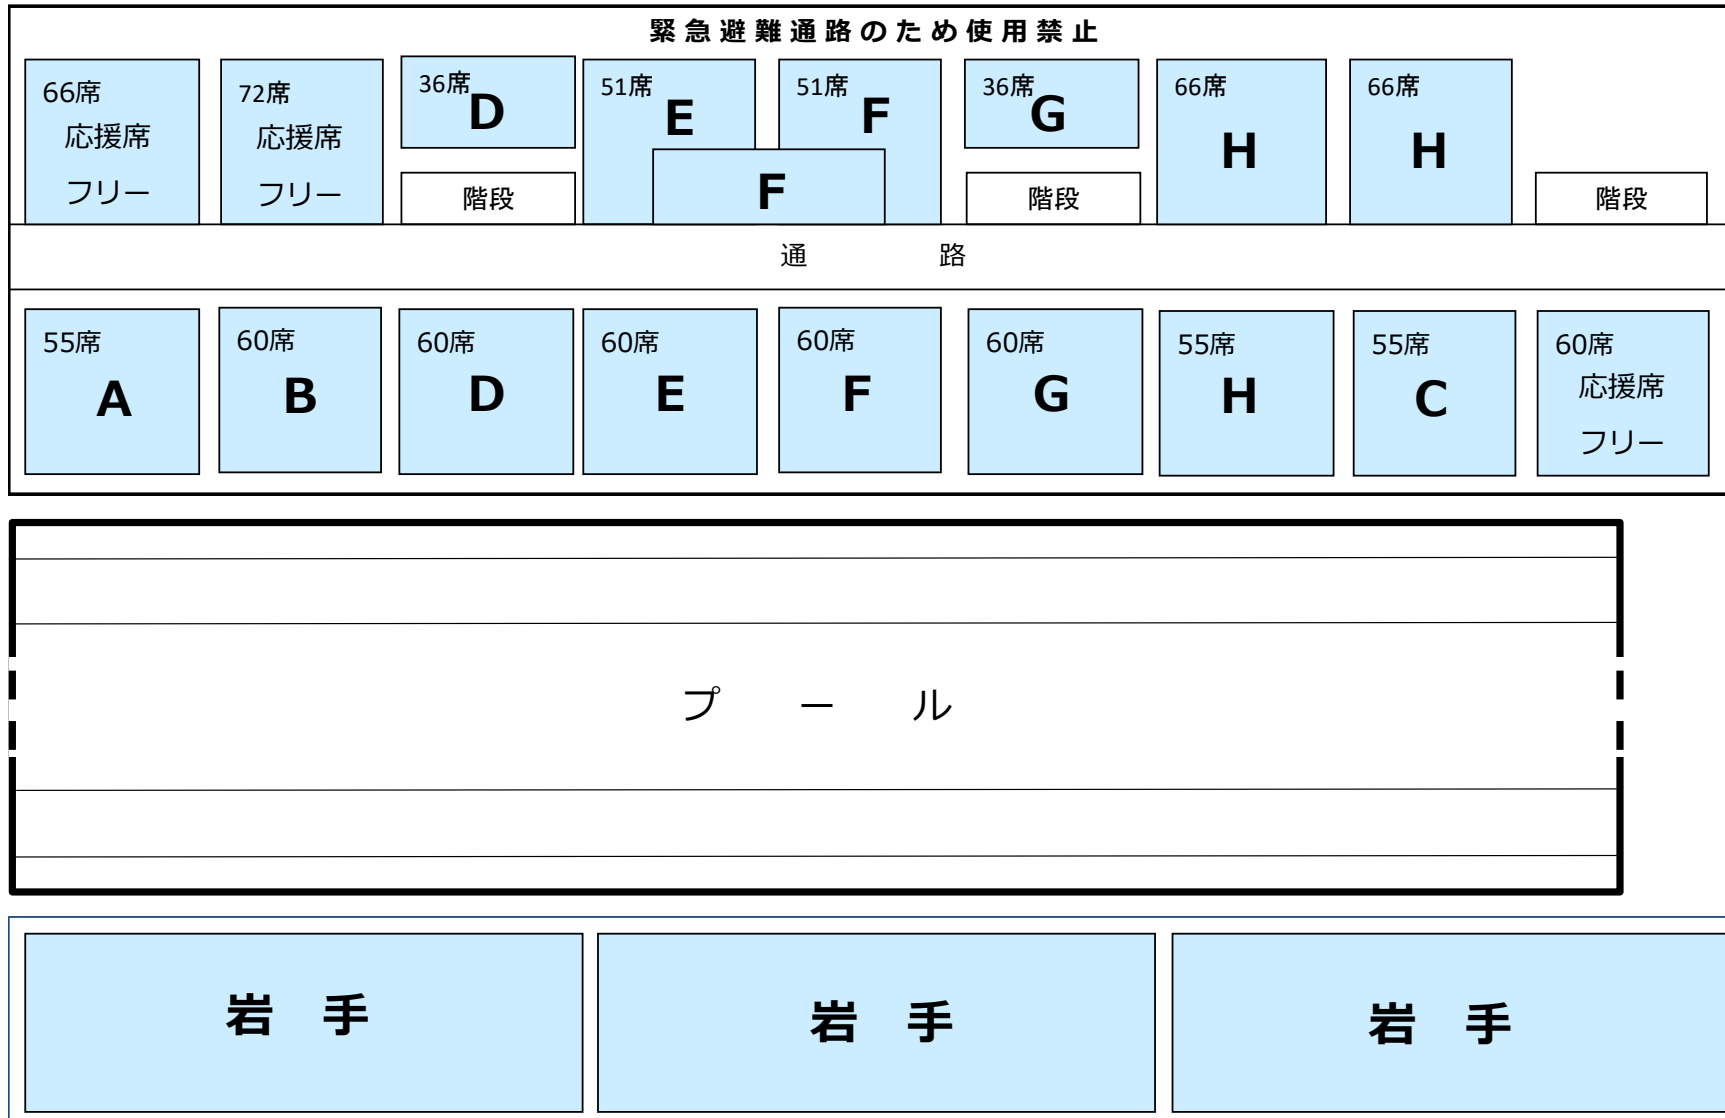 緊急避難通路のため使用禁止
66席
応援席
フリー
72席
応援席
フリー
36席
D
51席
E
51席
F
F
36席
G
66席
H
66席
H
階段
階段
階段
通路
55席
A
60席
B
60席
D
60席
E
60席
F
60席
G
55席
H
55席
C
60席
応援席
フリー
プール
岩手
岩手
岩手